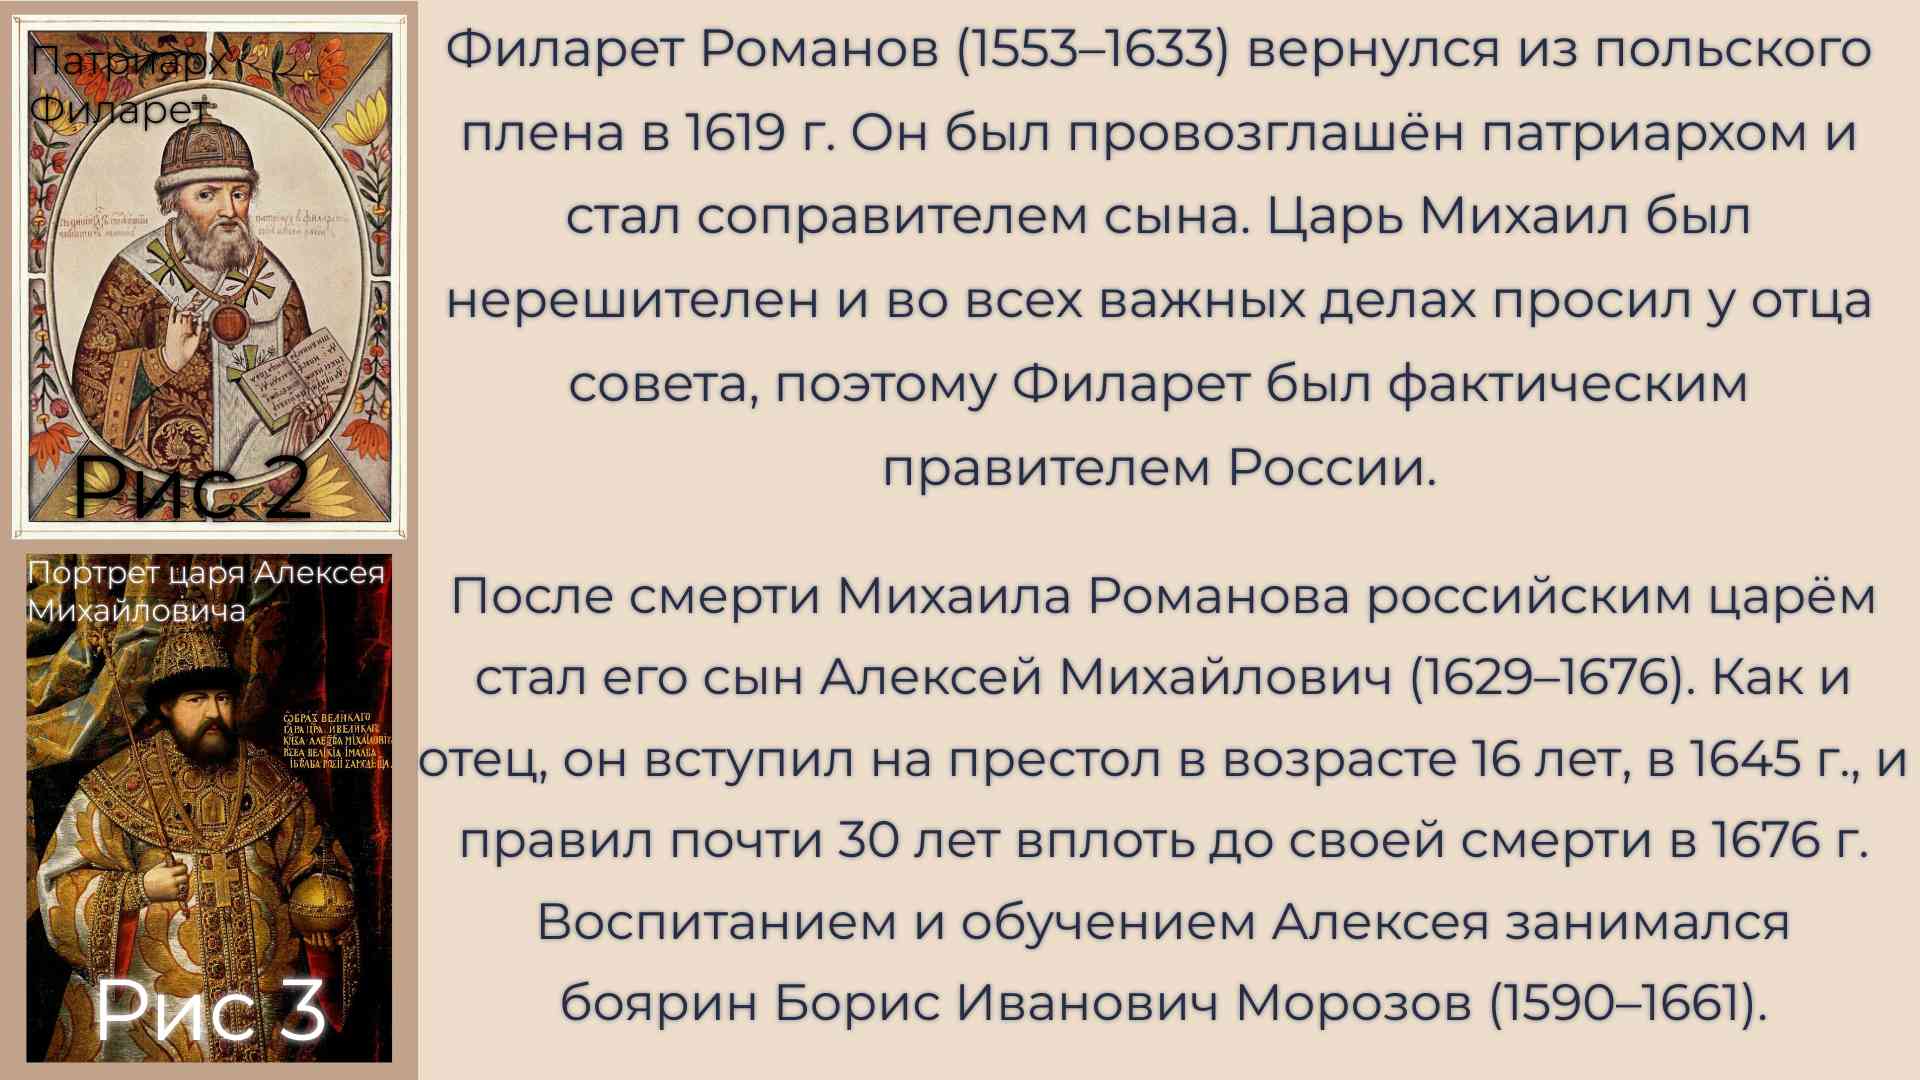 Патриарх
Филарет
Рис 2
Филарет Романов (1553–1633) вернулся из польского
плена в 1619 г. Он был провозглашён патриархом и
стал соправителем сына. Царь Михаил был
нерешителен и во всех важных делах просил у отца
совета, поэтому Филарет был фактическим
правителем России.
Портрет царя Алексея
Михайловича
Рис 3
После смерти Михаила Романова российским царём
стал его сын Алексей Михайлович (1629–1676). Как и
отец, он вступил на престол в возрасте 16 лет, в 1645 г., и
правил почти 30 лет вплоть до своей смерти в 1676 г.
Воспитанием и обучением Алексея занимался
боярин Борис Иванович Морозов (1590–1661).